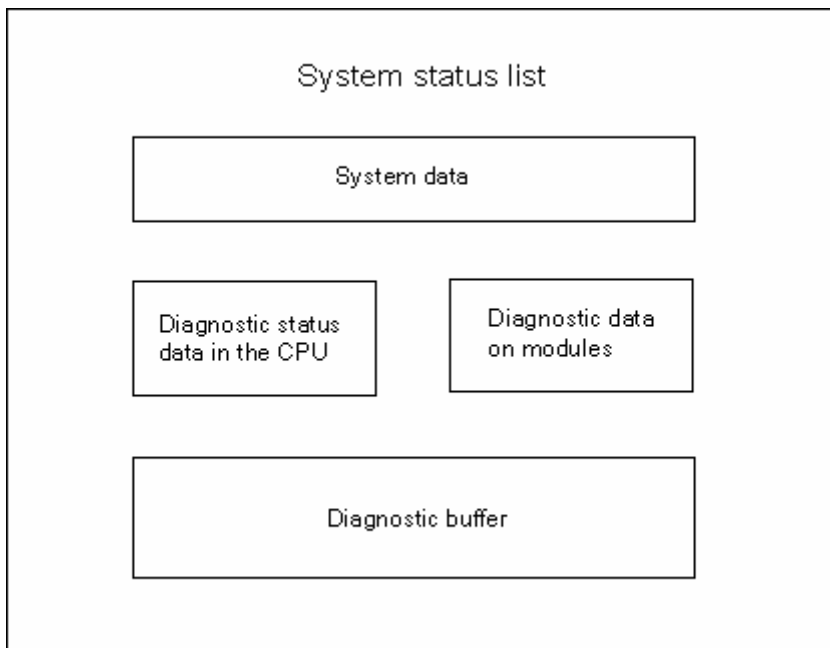 System status list
System data
Diagnostic status
data in the CPU
Diagnostic data
on modules
Diagnostic buffer